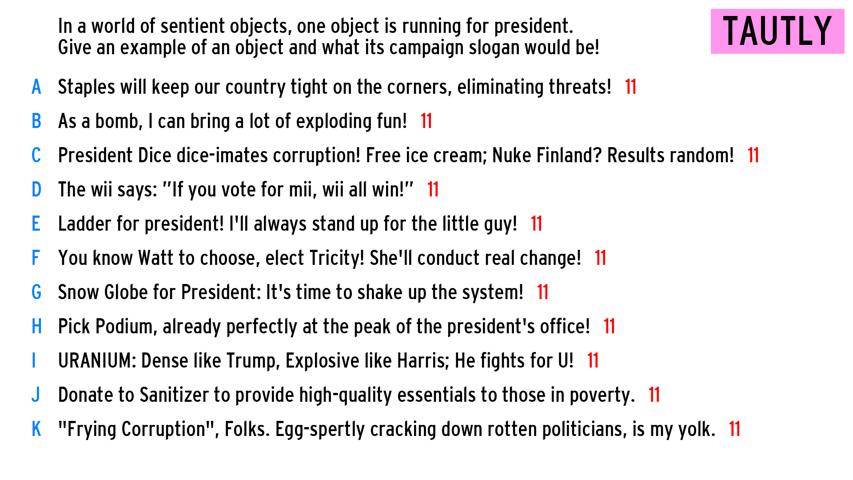 In a world of sentient objects, one object is running for president.
Give an example of an object and what its campaign slogan would be!
TAUTLY
A Staples will keep our country tight on the corners, eliminating threats! 11
B As a bomb, I can bring a lot of exploding fun! 11
C President Dice dice-imates corruption! Free ice cream; Nuke Finland? Results random! 11
D The wii says: "If you vote for mii, wii all win!" 11
E Ladder for president! I'll always stand up for the little guy! 11
F You know Watt to choose, elect Tricity! She'll conduct real change! 11
G Snow Globe for President: It's time to shake up the system! 11
H Pick Podium, already perfectly at the peak of the president's office! 11
I URANIUM: Dense like Trump, Explosive like Harris; He fights for U! 11
J Donate to Sanitizer to provide high-quality essentials to those in poverty. 11
K "Frying Corruption", Folks. Egg-spertly cracking down rotten politicians, is my yolk. 11